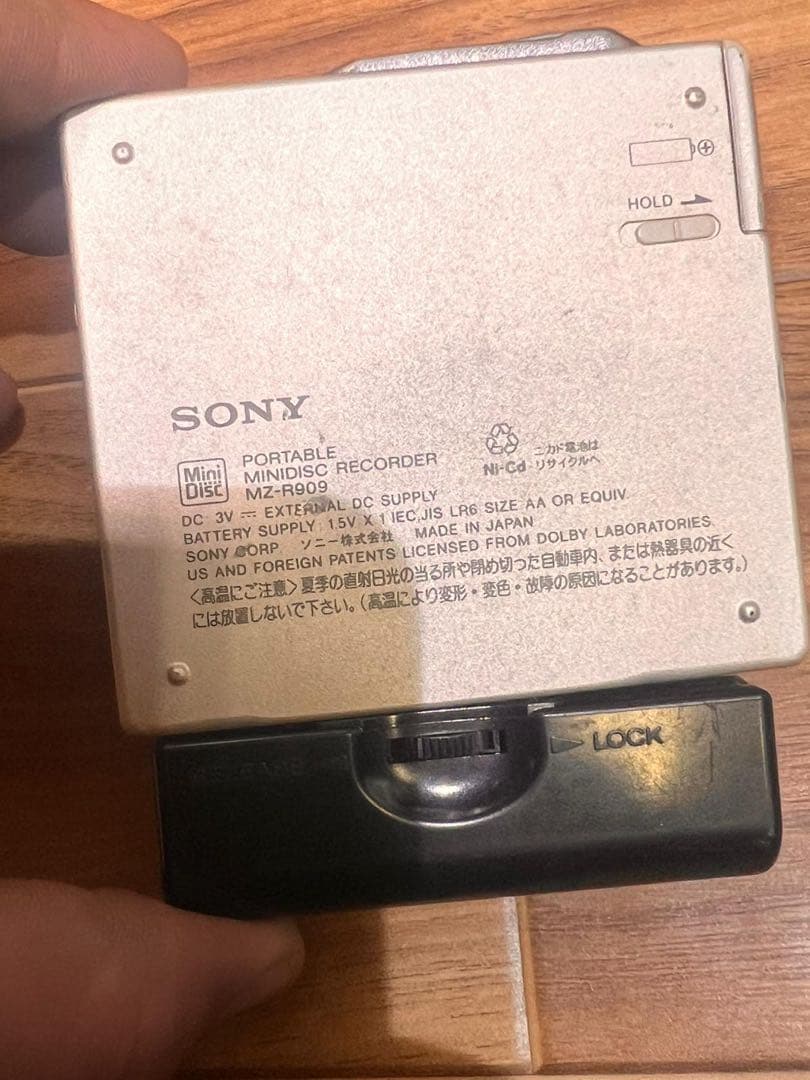 HOLD
SONY
Mini Disc
PORTABLE
MINIDISC RECORDER
MZ-R909
Ni-Cd
ニカド電池は
リサイクルへ
DC 3V ⎓ EXTERNAL DC SUPPLY
BATTERY SUPPLY 1.5V X 1 IEC,JIS LR6 SIZE AA OR EQUIV.
SONY CORP. ソニー株式会社 MADE IN JAPAN
US AND FOREIGN PATENTS LICENSED FROM DOLBY LABORATORIES.
〈高温にご注意〉夏季の直射日光の当る所や閉め切った自動車内、または熱器具の近く
には放置しないで下さい。(高温により変形・変色・故障の原因になることがあります。)
LOCK